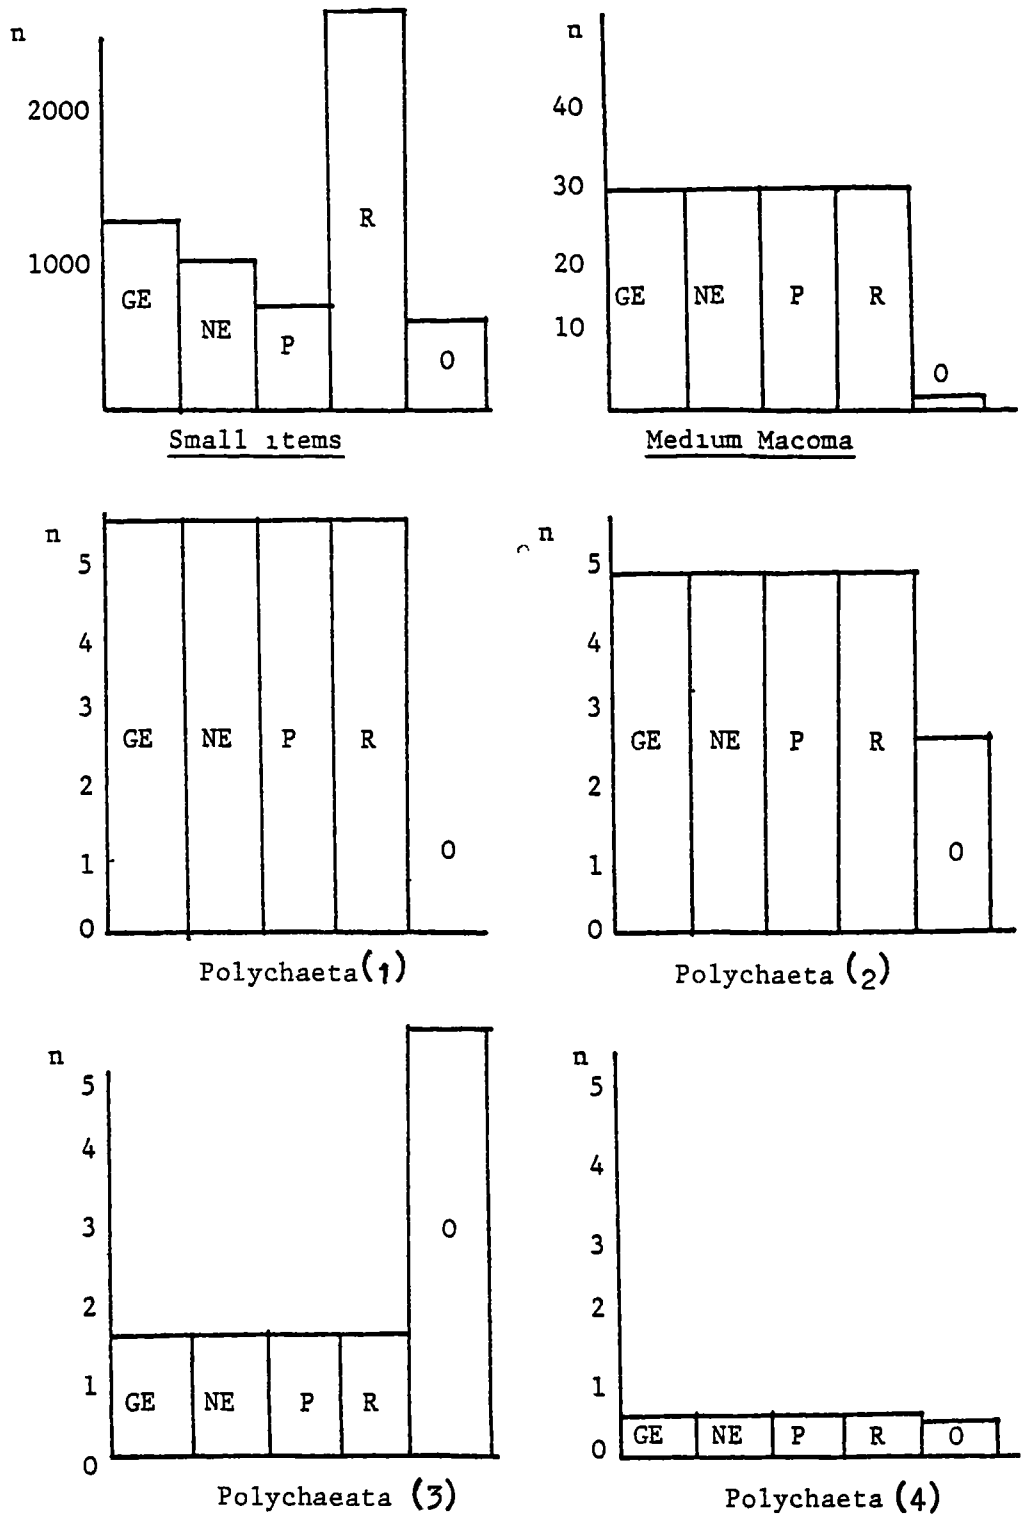 n
2000
1000
GE
NE
P
R
O
Small items
n
40
30
20
10
GE
NE
P
R
O
Medium Macoma
n
5
4
3
2
1
0
GE
NE
P
R
O
Polychaeta (1)
n
5
4
3
2
1
0
GE
NE
P
R
O
Polychaeta (2)
n
5
4
3
2
1
0
GE
NE
P
R
O
Polychaeata (3)
n
5
4
3
2
1
0
GE
NE
P
R
O
Polychaeta (4)